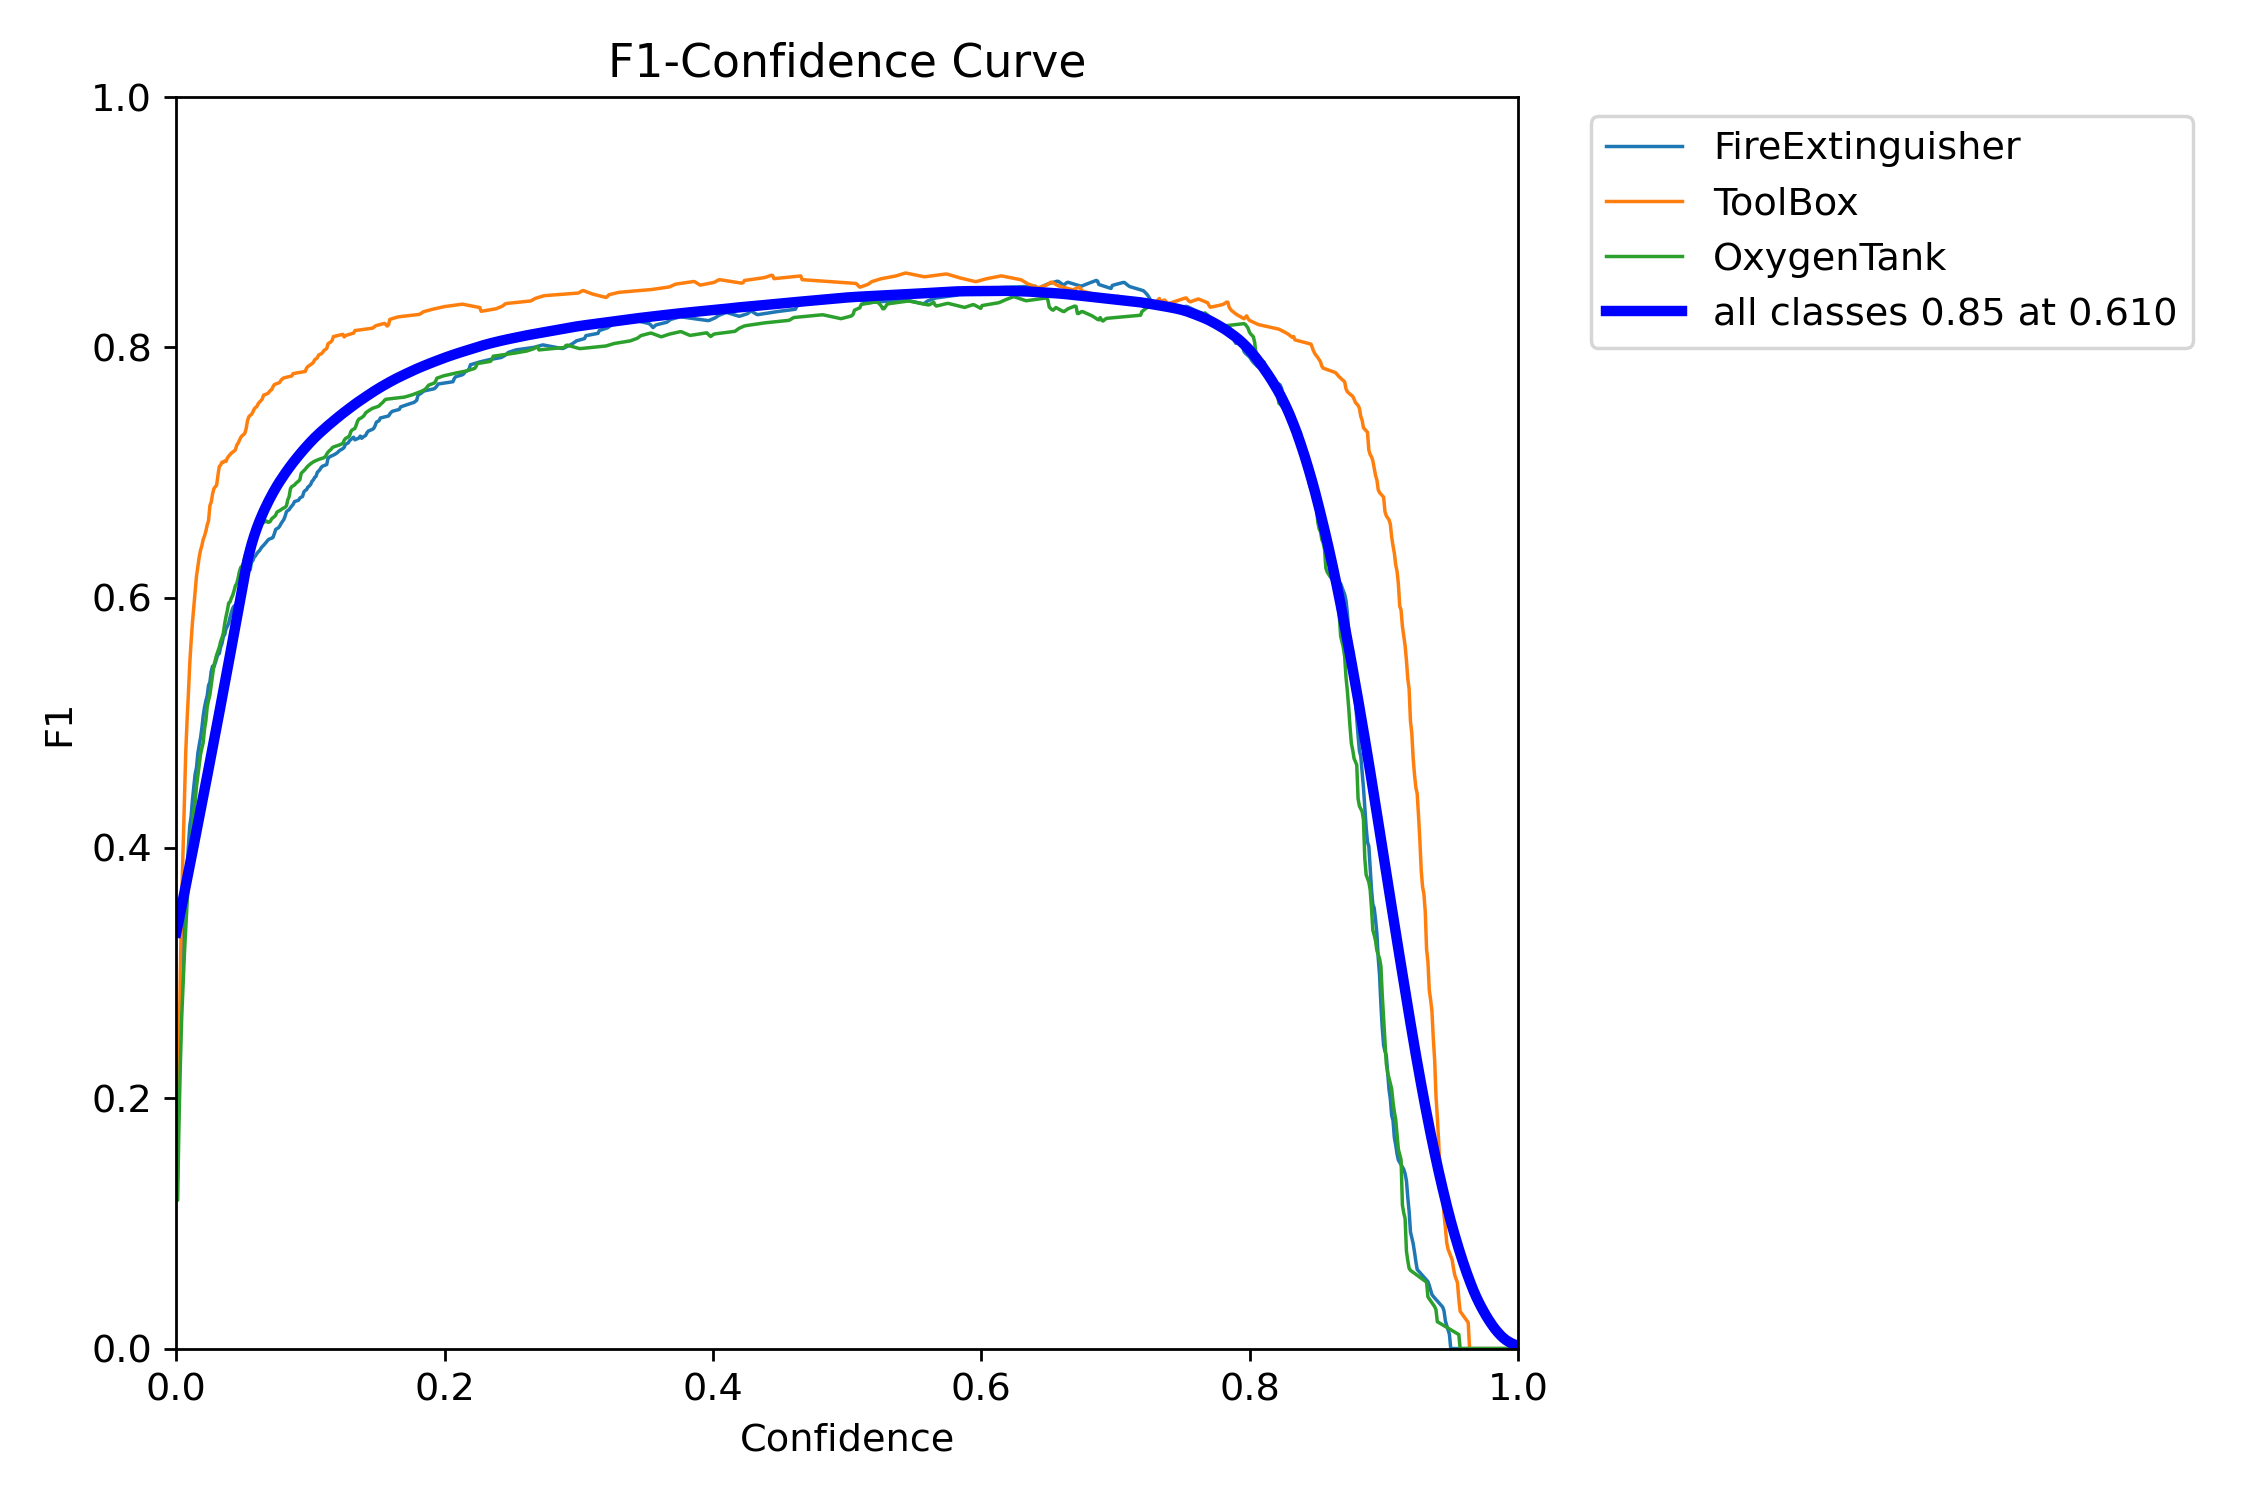 F1-Confidence Curve
1.0
0.8
0.6
0.4
0.2
0.0
F1
0.0 0.2 0.4 0.6 0.8 1.0
Confidence
FireExtinguisher
ToolBox
OxygenTank
all classes 0.85 at 0.610